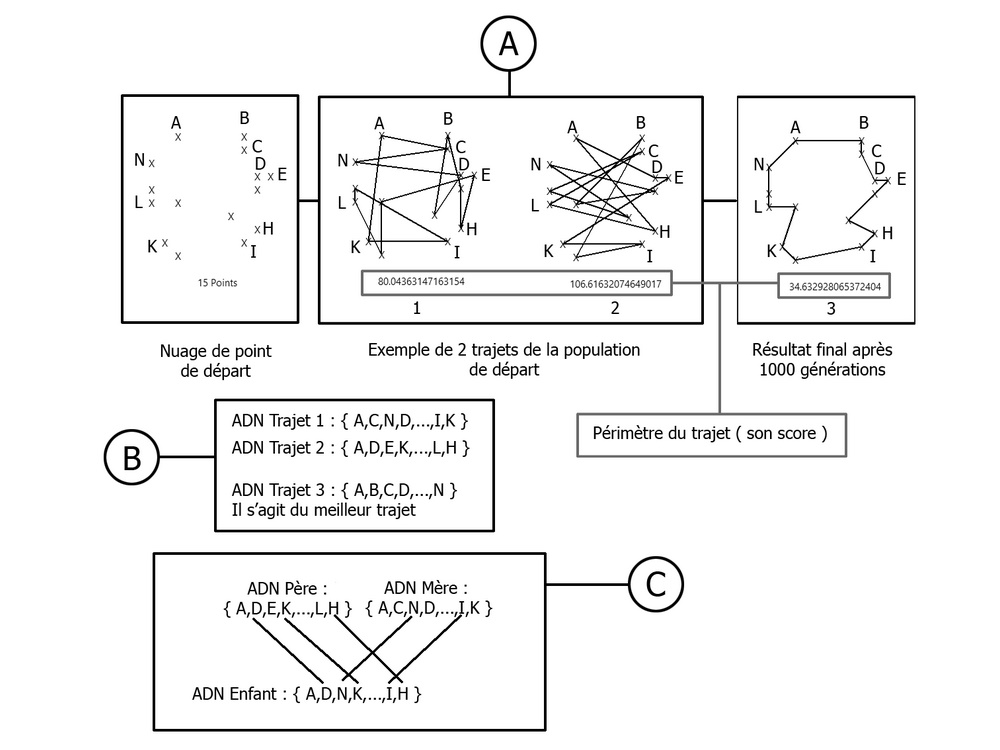 A
A
B
C
D
E
N
L
H
K
I
15 Points
A
B
C
D
E
N
L
H
K
I
80.04363147163154
1
A
B
C
D
E
N
L
H
K
I
106.61632074649017
2
A
B
C
D
E
N
L
H
K
I
34.632928065372404
3
Nuage de point
de départ
Exemple de 2 trajets de la population
de départ
Résultat final après
1000 générations
Périmètre du trajet ( son score )
B
ADN Trajet 1 : { A,C,N,D,...,I,K }
ADN Trajet 2 : { A,D,E,K,...,L,H }
ADN Trajet 3 : { A,B,C,D,...,N }
Il s’agit du meilleur trajet
C
ADN Père :
{ A,D,E,K,...,L,H }
ADN Mère :
{ A,C,N,D,...,I,K }
ADN Enfant : { A,D,N,K,...,I,H }